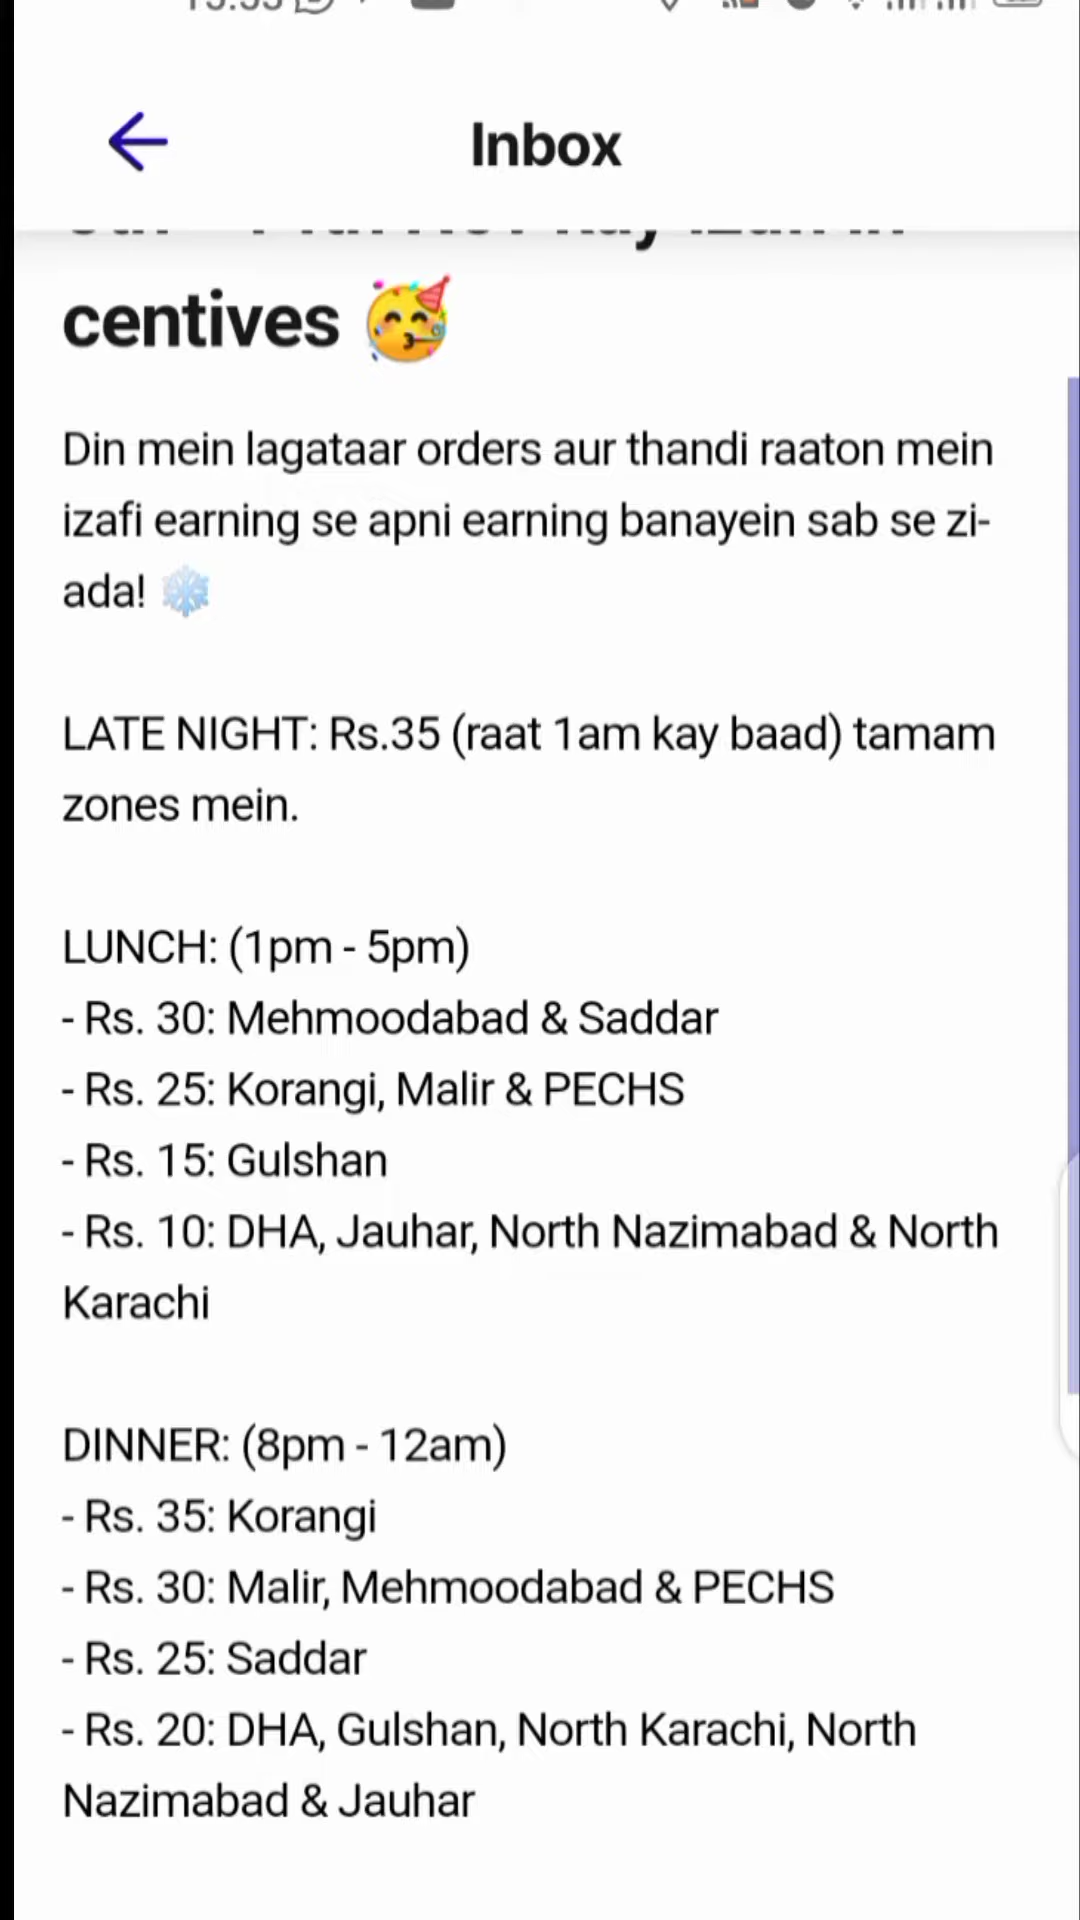 Inbox
centives 🥳
Din mein lagataar orders aur thandi raaton mein
izafi earning se apni earning banayein sab se zi-
ada! ❄️
LATE NIGHT: Rs.35 (raat 1am kay baad) tamam
zones mein.
LUNCH: (1pm - 5pm)
- Rs. 30: Mehmoodabad & Saddar
- Rs. 25: Korangi, Malir & PECHS
- Rs. 15: Gulshan
- Rs. 10: DHA, Jauhar, North Nazimabad & North
Karachi
DINNER: (8pm - 12am)
- Rs. 35: Korangi
- Rs. 30: Malir, Mehmoodabad & PECHS
- Rs. 25: Saddar
- Rs. 20: DHA, Gulshan, North Karachi, North
Nazimabad & Jauhar